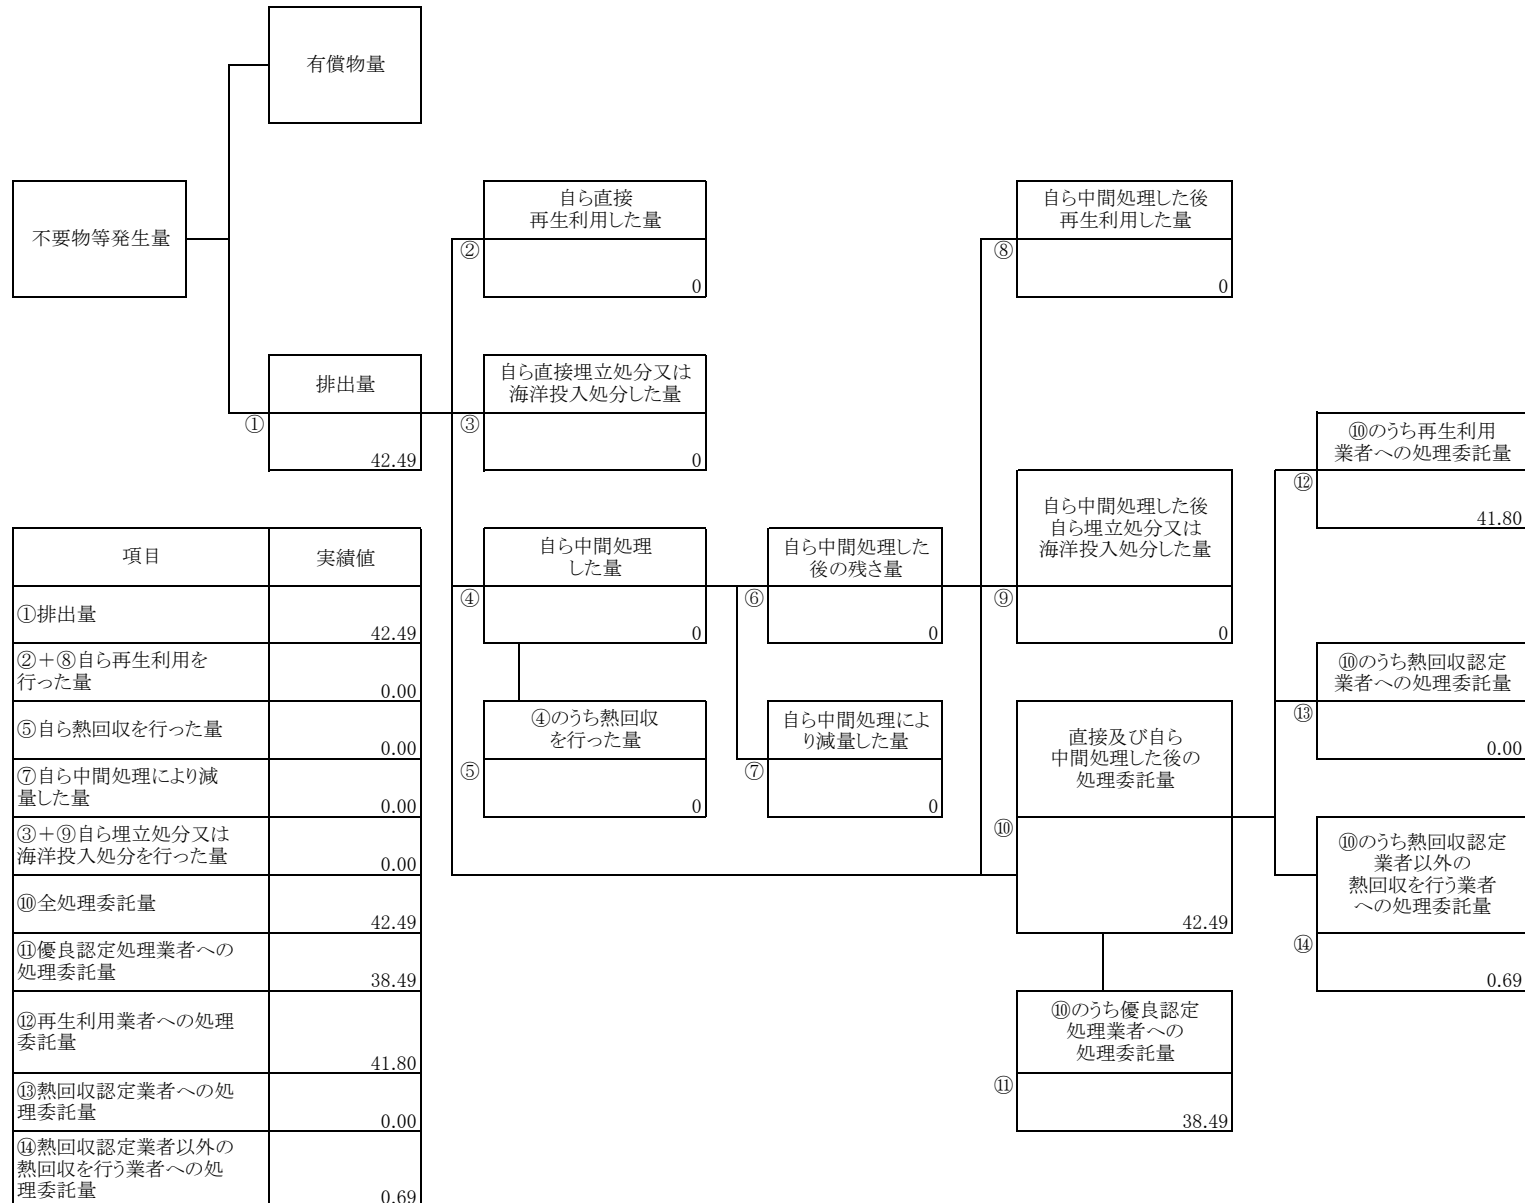 有償物量
不要物等発生量
自ら直接
再生利用した量
②
0
自ら中間処理した後
再生利用した量
⑧
0
排出量
①
42.49
自ら直接埋立処分又は
海洋投入処分した量
③
0
⑩のうち再生利用
業者への処理委託量
⑫
41.80
自ら中間処理
した量
④
0
自ら中間処理した
後の残さ量
⑥
0
自ら中間処理した後
自ら埋立処分又は
海洋投入処分した量
⑨
0
⑩のうち熱回収認定
業者への処理委託量
⑬
0.00
④のうち熱回収
を行った量
⑤
0
自ら中間処理によ
り減量した量
⑦
0
直接及び自ら
中間処理した後の
処理委託量
⑩
42.49
⑩のうち熱回収認定
業者以外の
熱回収を行う業者
への処理委託量
⑭
0.69
⑩のうち優良認定
処理業者への
処理委託量
⑪
38.49
項目
実績値
①排出量
42.49
②+⑧自ら再生利用を
行った量
0.00
⑤自ら熱回収を行った量
0.00
⑦自ら中間処理により減
量した量
0.00
③+⑨自ら埋立処分又は
海洋投入処分を行った量
0.00
⑩全処理委託量
42.49
⑪優良認定処理業者への
処理委託量
38.49
⑫再生利用業者への処理
委託量
41.80
⑬熱回収認定業者への処
理委託量
0.00
⑭熱回収認定業者以外の
熱回収を行う業者への処
理委託量
0.69